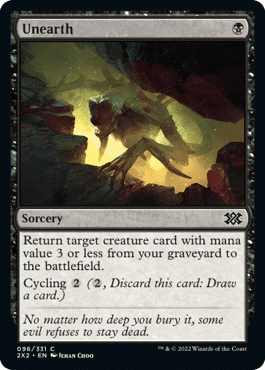 Unearth
Sorcery
Return target creature card with mana
value 3 or less from your graveyard to
the battlefield.
Cycling 2 (2, Discard this card: Draw
a card.)
No matter how deep you bury it, some
evil refuses to stay dead.
096/331 C
2X2 • EN Jehan Choo
™ & © 2022 Wizards of the Coast